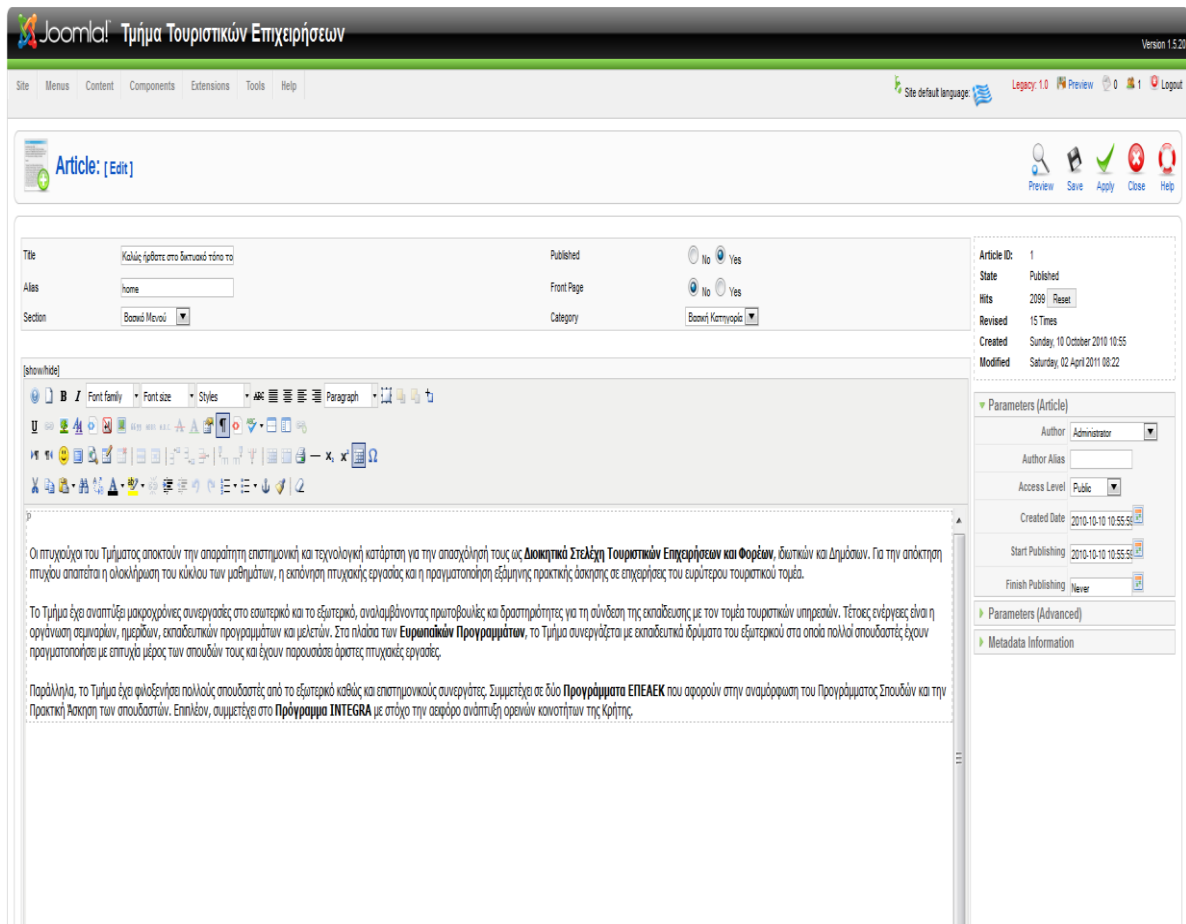 Joomla! Τμήμα Τουριστικών Επιχειρήσεων
Version 1.5.20
Site Menus Content Components Extensions Tools Help
Site default language: Legacy: 1.0 Preview 0 1 Logout
Article: [ Edit ]
Preview Save Apply Close Help
Title Καλώς ήρθατε στο δικτυακό τόπο το Published No Yes
Alias home Front Page No Yes
Section Βασικό Μενού Category Βασική Κατηγορία
[show/hide]
B I Font family Font size Styles ABC Paragraph
p
Οι πτυχιούχοι του Τμήματος αποκτούν την απαραίτητη επιστημονική και τεχνολογική κατάρτιση για την απασχόλησή τους ως Διοικητικά Στελέχη Τουριστικών Επιχειρήσεων και Φορέων, ιδιωτικών και Δημόσιων. Για την απόκτηση
πτυχίου απαιτείται η ολοκλήρωση του κύκλου των μαθημάτων, η εκπόνηση πτυχιακής εργασίας και η πραγματοποίηση εξάμηνης πρακτικής άσκησης σε επιχειρήσεις του ευρύτερου τουριστικού τομέα.
Το Τμήμα έχει αναπτύξει μακροχρόνιες συνεργασίες στο εσωτερικό και το εξωτερικό, αναλαμβάνοντας πρωτοβουλίες και δραστηριότητες για τη σύνδεση της εκπαίδευσης με τον τομέα τουριστικών υπηρεσιών. Τέτοιες ενέργειες είναι η
οργάνωση σεμιναρίων, ημερίδων, εκπαιδευτικών προγραμμάτων και μελετών. Στα πλαίσια των Ευρωπαϊκών Προγραμμάτων, το Τμήμα συνεργάζεται με εκπαιδευτικά ιδρύματα του εξωτερικού στα οποία πολλοί σπουδαστές έχουν
πραγματοποιήσει με επιτυχία μέρος των σπουδών τους και έχουν παρουσιάσει άριστες πτυχιακές εργασίες.
Παράλληλα, το Τμήμα έχει φιλοξενήσει πολλούς σπουδαστές από το εξωτερικό καθώς και επιστημονικούς συνεργάτες. Συμμετέχει σε δύο Προγράμματα ΕΠΕΑΕΚ που αφορούν στην αναμόρφωση του Προγράμματος Σπουδών και την
Πρακτική Άσκηση των σπουδαστών. Επιπλέον, συμμετέχει στο Πρόγραμμα INTEGRA με στόχο την αειφόρο ανάπτυξη ορεινών κοινοτήτων της Κρήτης.
Article ID: 1
State Published
Hits 2099 Reset
Revised 15 Times
Created Sunday, 10 October 2010 10:55
Modified Saturday, 02 April 2011 08:22
Parameters (Article)
Author Administrator
Author Alias
Access Level Public
Created Date 2010-10-10 10:55:55
Start Publishing 2010-10-10 10:55:55
Finish Publishing Never
Parameters (Advanced)
Metadata Information